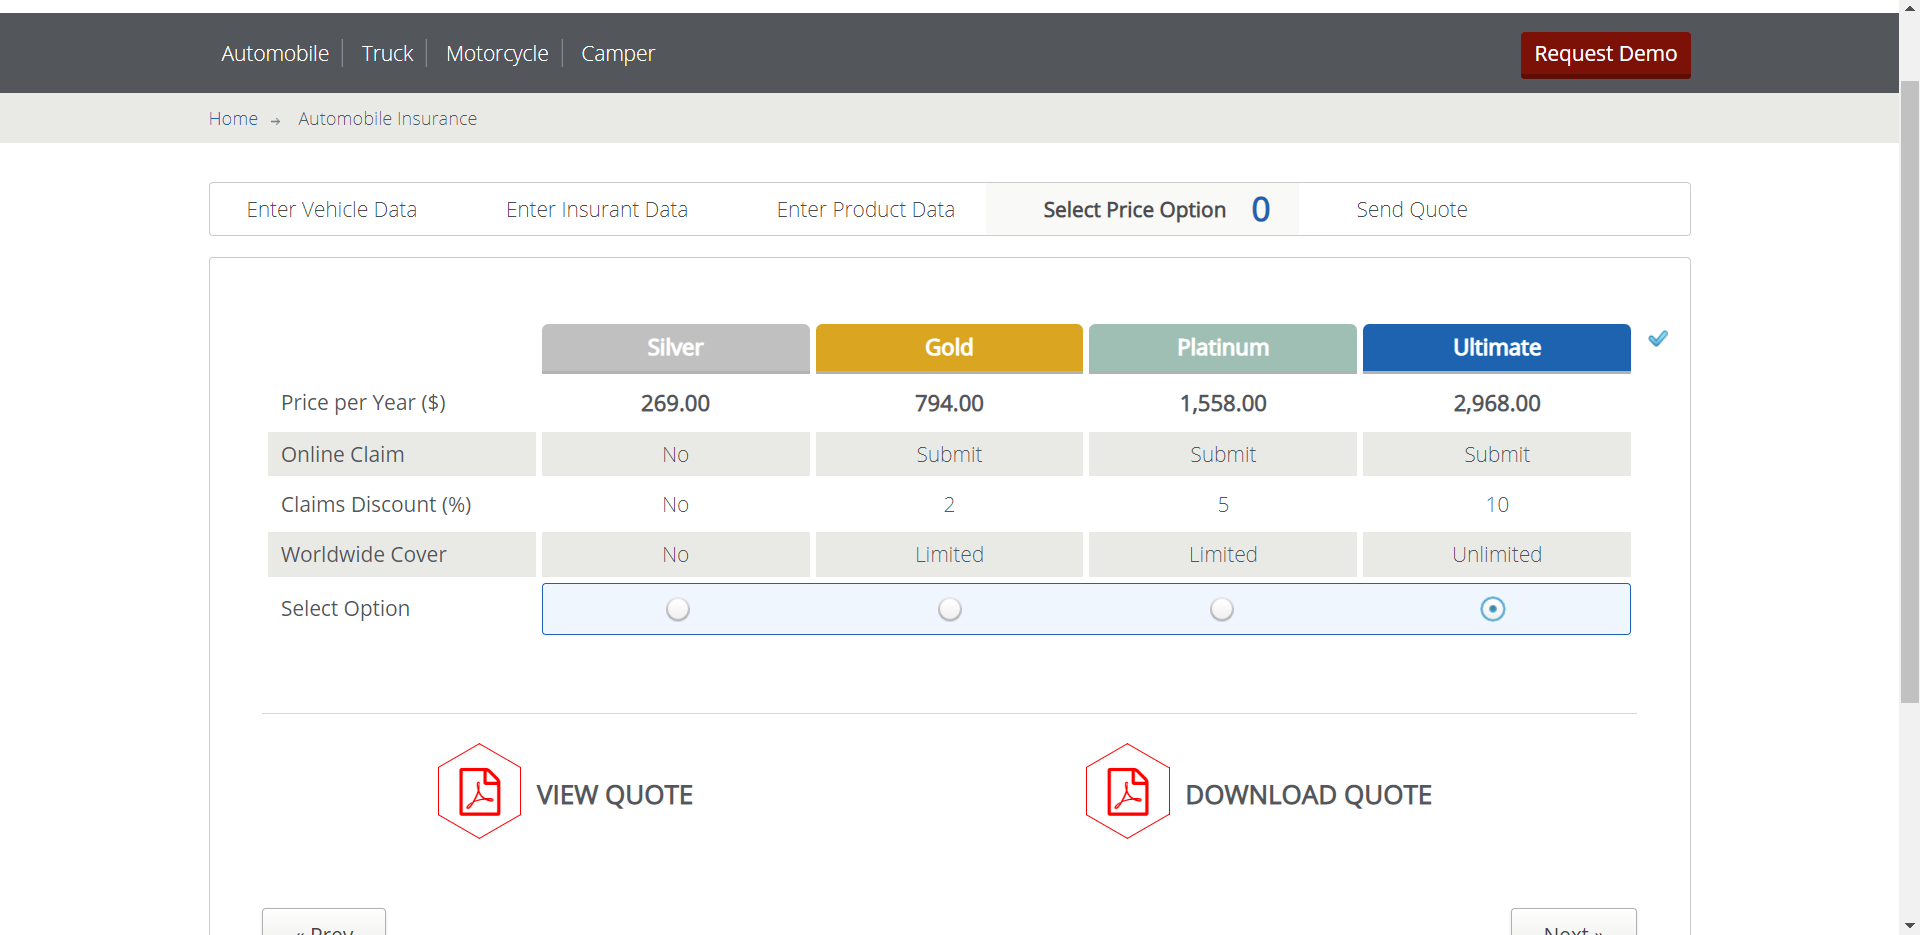 Automobile Truck Motorcycle Camper Request Demo
Home → Automobile Insurance
Enter Vehicle Data Enter Insurant Data Enter Product Data Select Price Option 0 Send Quote
Silver Gold Platinum Ultimate
Price per Year ($) 269.00 794.00 1,558.00 2,968.00
Online Claim No Submit Submit Submit
Claims Discount (%) No 2 5 10
Worldwide Cover No Limited Limited Unlimited
Select Option
VIEW QUOTE DOWNLOAD QUOTE
« Prev Next »